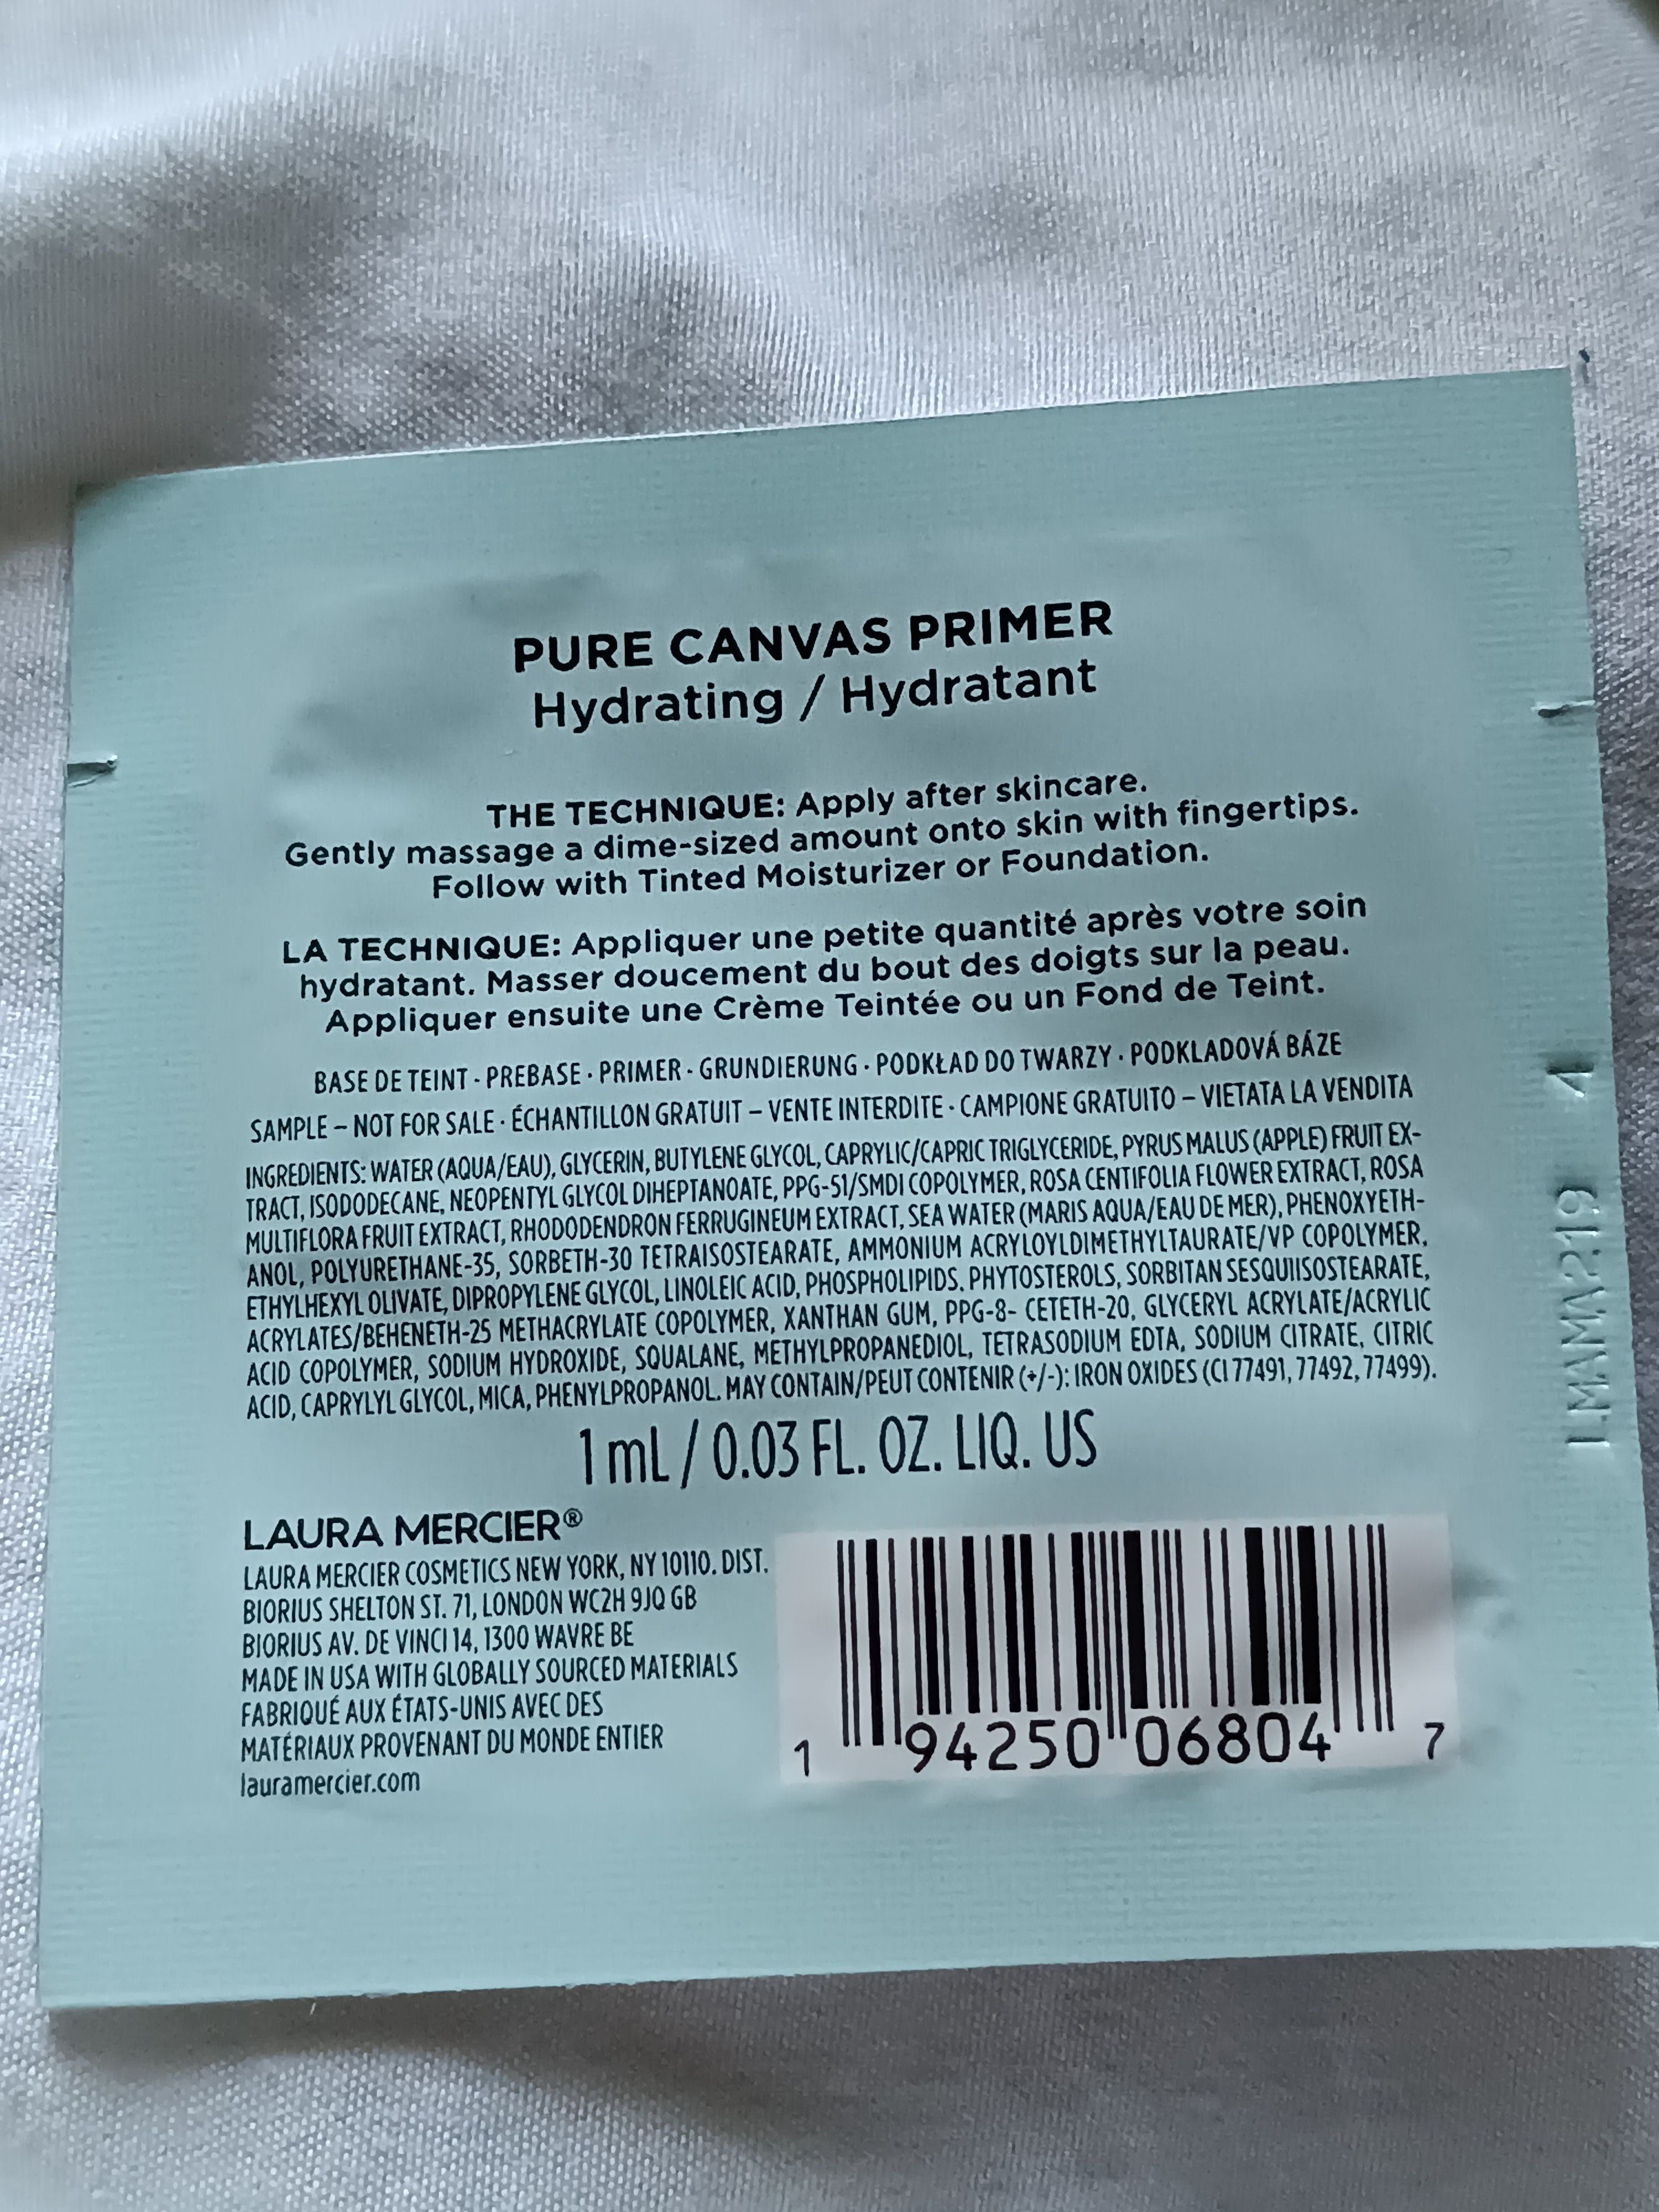 PURE CANVAS PRIMER
Hydrating / Hydratant
THE TECHNIQUE: Apply after skincare.
Gently massage a dime-sized amount onto skin with fingertips.
Follow with Tinted Moisturizer or Foundation.
LA TECHNIQUE: Appliquer une petite quantité après votre soin
hydratant. Masser doucement du bout des doigts sur la peau.
Appliquer ensuite une Crème Teintée ou un Fond de Teint.
BASE DE TEINT · PREBASE · PRIMER · GRUNDIERUNG · PODKŁAD DO TWARZY · PODKLADOVÁ BÁZE
SAMPLE – NOT FOR SALE · ÉCHANTILLON GRATUIT – VENTE INTERDITE · CAMPIONE GRATUITO – VIETATA LA VENDITA
INGREDIENTS: WATER (AQUA/EAU), GLYCERIN, BUTYLENE GLYCOL, CAPRYLIC/CAPRIC TRIGLYCERIDE, PYRUS MALUS (APPLE) FRUIT EX-
TRACT, ISODODECANE, NEOPENTYL GLYCOL DIHEPTANOATE, PPG-51/SMDI COPOLYMER, ROSA CENTIFOLIA FLOWER EXTRACT, ROSA
MULTIFLORA FRUIT EXTRACT, RHODODENDRON FERRUGINEUM EXTRACT, SEA WATER (MARIS AQUA/EAU DE MER), PHENOXYETH-
ANOL, POLYURETHANE-35, SORBETH-30 TETRAISOSTEARATE, AMMONIUM ACRYLOYLDIMETHYLTAURATE/VP COPOLYMER,
ETHYLHEXYL OLIVATE, DIPROPYLENE GLYCOL, LINOLEIC ACID, PHOSPHOLIPIDS, PHYTOSTEROLS, SORBITAN SESQUIISOSTEARATE,
ACRYLATES/BEHENETH-25 METHACRYLATE COPOLYMER, XANTHAN GUM, PPG-8- CETETH-20, GLYCERYL ACRYLATE/ACRYLIC
ACID COPOLYMER, SODIUM HYDROXIDE, SQUALANE, METHYLPROPANEDIOL, TETRASODIUM EDTA, SODIUM CITRATE, CITRIC
ACID, CAPRYLYL GLYCOL, MICA, PHENYLPROPANOL. MAY CONTAIN/PEUT CONTENIR (+/-): IRON OXIDES (CI 77491, 77492, 77499).
1 mL / 0.03 FL. OZ. LIQ. US
LAURA MERCIER®
LAURA MERCIER COSMETICS NEW YORK, NY 10110. DIST.
BIORIUS SHELTON ST. 71, LONDON WC2H 9JQ GB
BIORIUS AV. DE VINCI 14, 1300 WAVRE BE
MADE IN USA WITH GLOBALLY SOURCED MATERIALS
FABRIQUÉ AUX ÉTATS-UNIS AVEC DES
MATÉRIAUX PROVENANT DU MONDE ENTIER
lauramercier.com
1 94250 06804 7